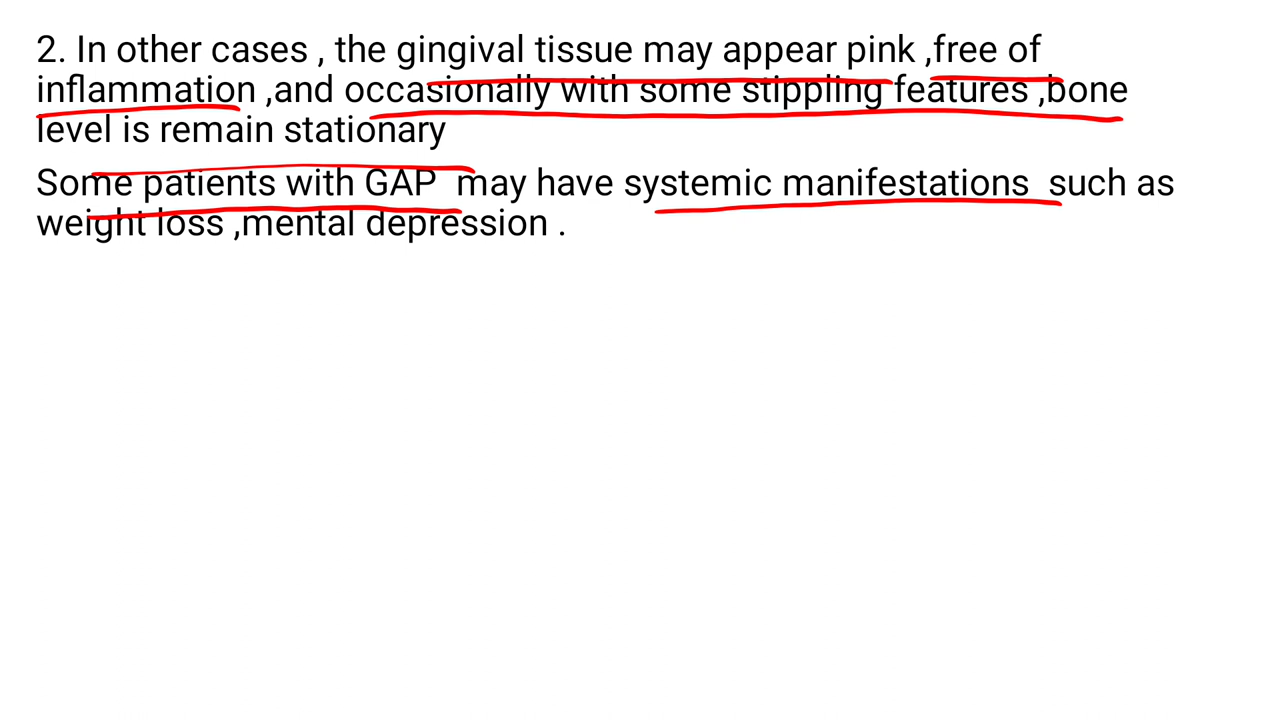 2. In other cases , the gingival tissue may appear pink ,free of
inflammation ,and occasionally with some stippling features ,bone
level is remain stationary
Some patients with GAP  may have systemic manifestations  such as
weight loss ,mental depression .